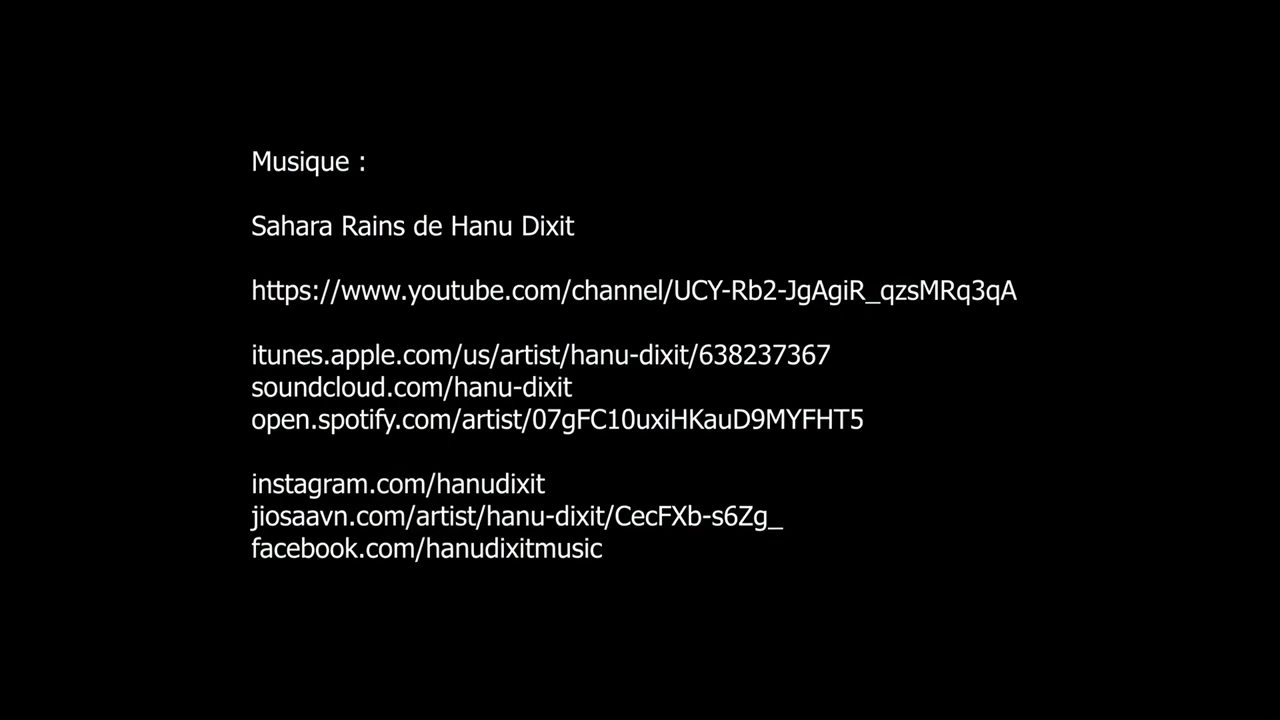 Musique :
Sahara Rains de Hanu Dixit
https://www.youtube.com/channel/UCY-Rb2-JgAgiR_qzsMRq3qA
itunes.apple.com/us/artist/hanu-dixit/638237367
soundcloud.com/hanu-dixit
open.spotify.com/artist/07gFC10uxiHKauD9MYFHT5
instagram.com/hanudixit
jiosaavn.com/artist/hanu-dixit/CecFXb-s6Zg_
facebook.com/hanudixitmusic